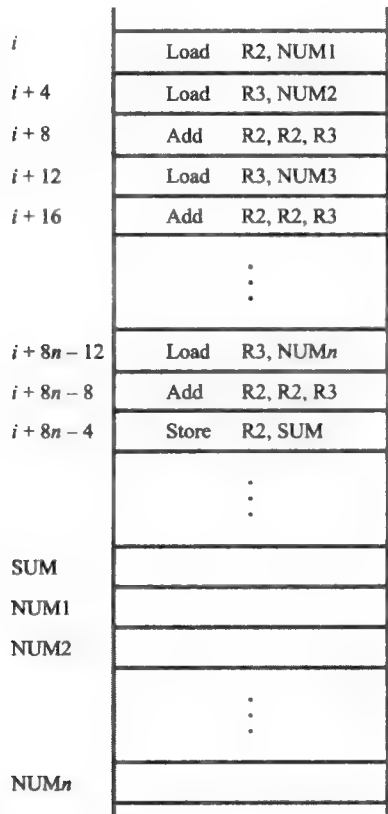 i Load R2, NUM1
i + 4 Load R3, NUM2
i + 8 Add R2, R2, R3
i + 12 Load R3, NUM3
i + 16 Add R2, R2, R3
i + 8n – 12 Load R3, NUMn
i + 8n – 8 Add R2, R2, R3
i + 8n – 4 Store R2, SUM
SUM
NUM1
NUM2
NUMn